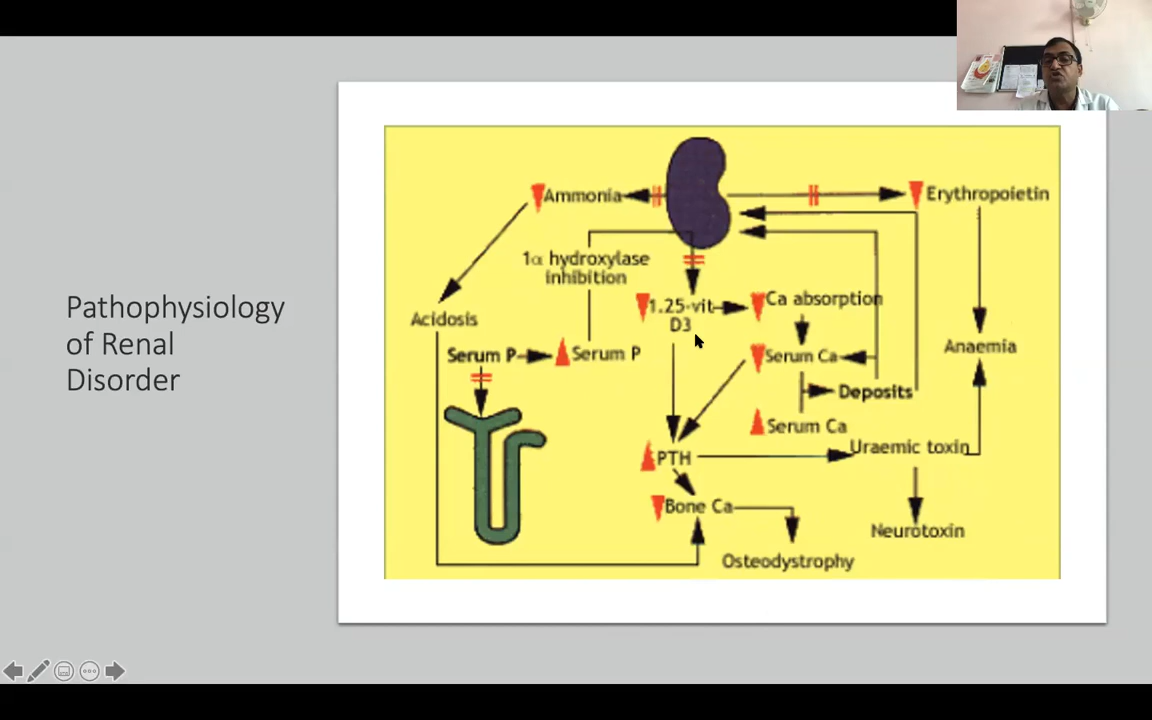 Pathophysiology
of Renal
Disorder
Ammonia
Erythropoietin
1α hydroxylase
inhibition
1.25-vit
D3
Ca absorption
Acidosis
Serum P
Serum P
Serum Ca
Anaemia
Deposits
Serum Ca
PTH
Uraemic toxin
Bone Ca
Neurotoxin
Osteodystrophy